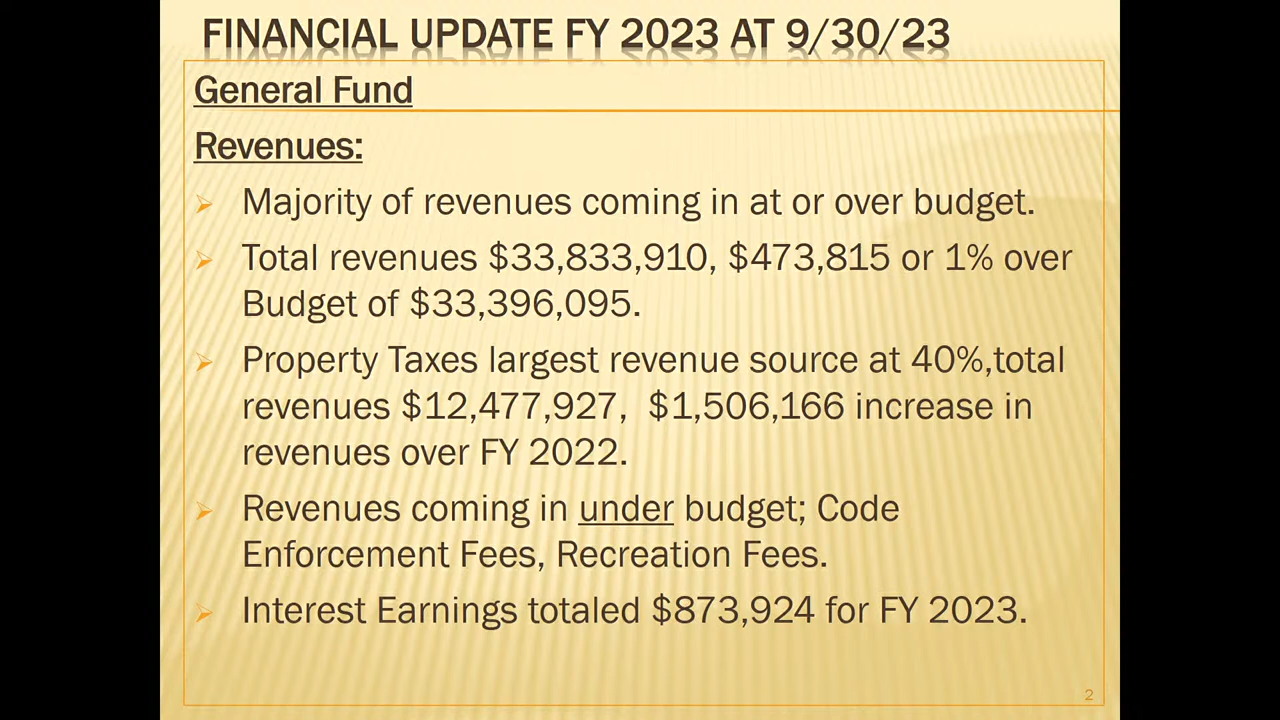 FINANCIAL UPDATE FY 2023 AT 9/30/23
General Fund
Revenues:
Majority of revenues coming in at or over budget.
Total revenues $33,833,910, $473,815 or 1% over
Budget of $33,396,095.
Property Taxes largest revenue source at 40%,total
revenues $12,477,927,  $1,506,166 increase in
revenues over FY 2022.
Revenues coming in under budget; Code
Enforcement Fees, Recreation Fees.
Interest Earnings totaled $873,924 for FY 2023.
2